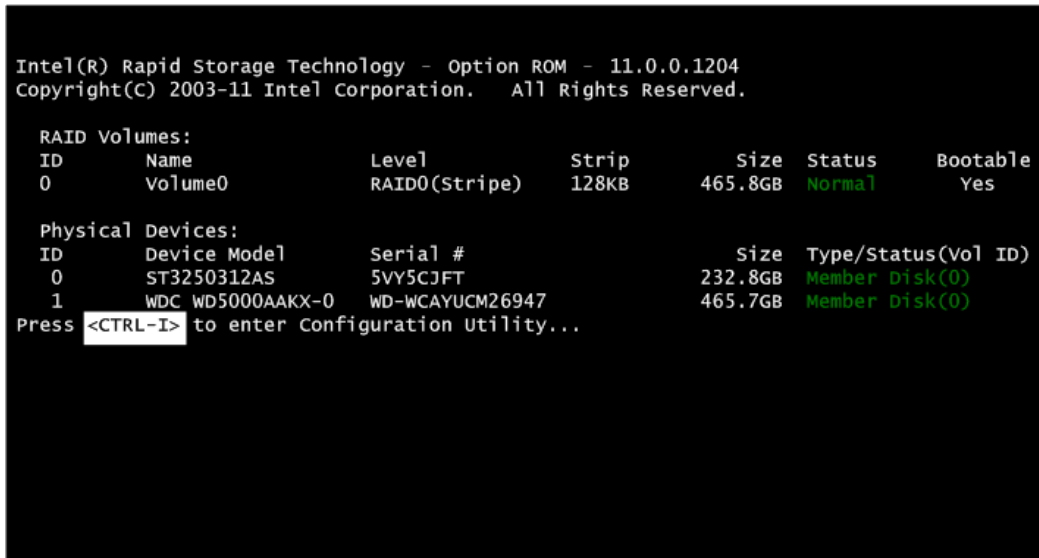 Intel(R) Rapid Storage Technology - Option ROM - 11.0.0.1204
Copyright(C) 2003-11 Intel Corporation. All Rights Reserved.
RAID Volumes:
ID Name Level Strip Size Status Bootable
0 Volume0 RAID0(Stripe) 128KB 465.8GB Normal Yes
Physical Devices:
ID Device Model Serial # Size Type/Status(Vol ID)
0 ST3250312AS 5VY5CJFT 232.8GB Member Disk(0)
1 WDC WD5000AAKX-0 WD-WCAYUCM26947 465.7GB Member Disk(0)
Press <CTRL-I> to enter Configuration Utility...